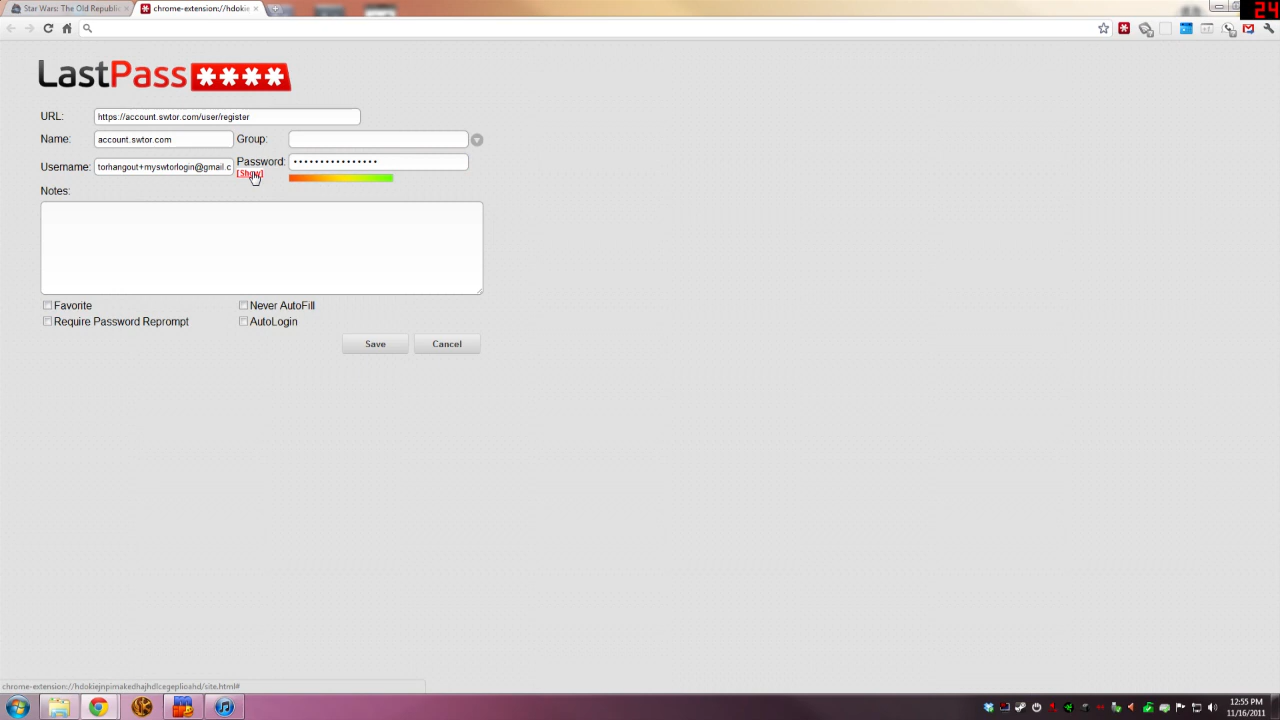 Star Wars: The Old Republic
chrome-extension://hdokie
24
LastPass ****
URL: https://account.swtor.com/user/register
Name: account.swtor.com Group:
Username: torhangout+myswtorlogin@gmail.c Password: ••••••••••••••••
[Show]
Notes:
Favorite Never AutoFill
Require Password Reprompt AutoLogin
Save Cancel
chrome-extension://hdokiejnpimakedhajhdlcegeplioahd/site.html#
12:55 PM
11/16/2011